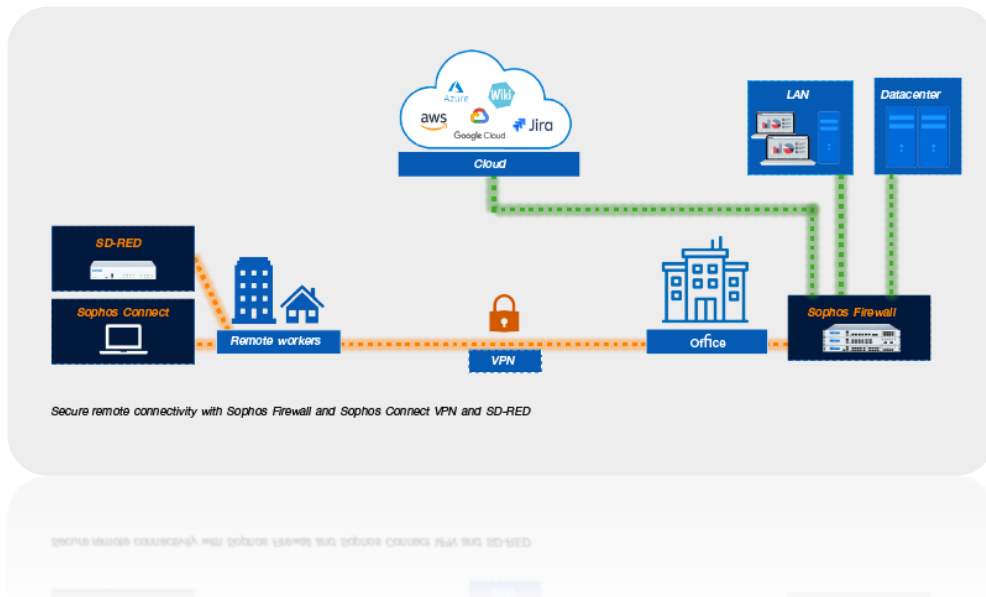 Azure
Wiki
aws
Google Cloud
Jira
Cloud
LAN
Datacenter
SD-RED
Sophos Connect
Remote workers
VPN
Office
Sophos Firewall
Secure remote connectivity with Sophos Firewall and Sophos Connect VPN and SD-RED